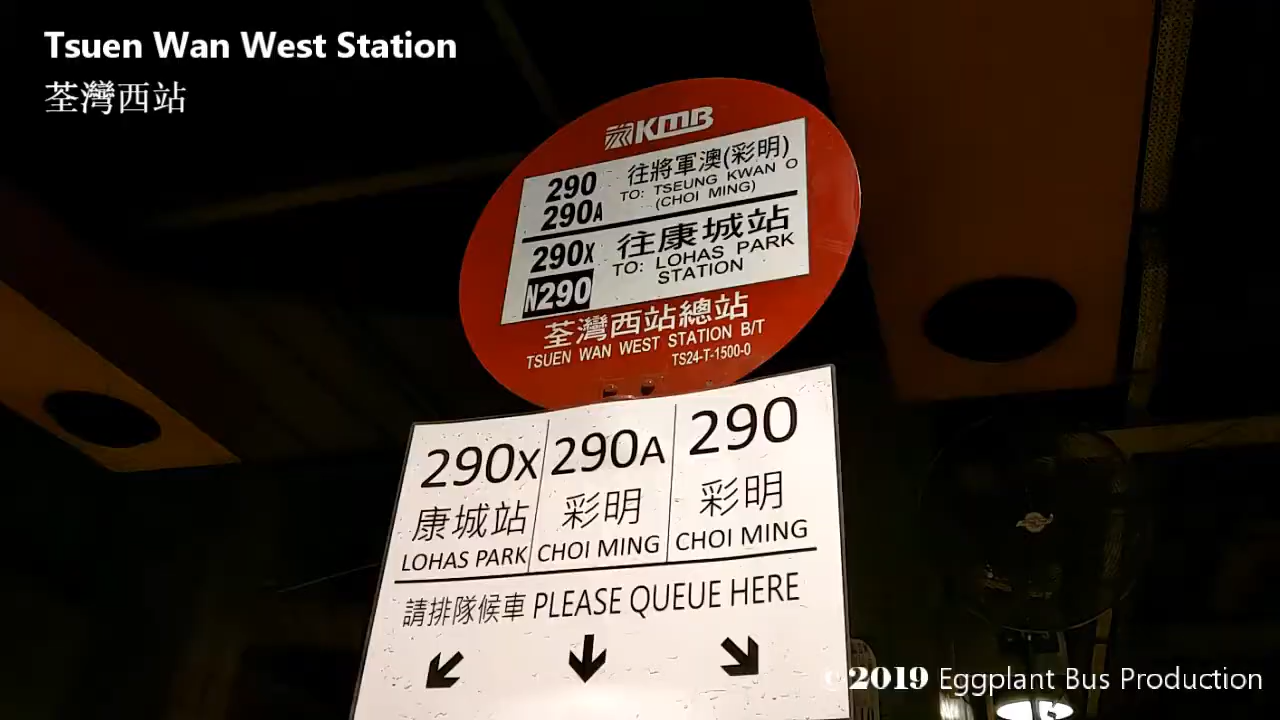 Tsuen Wan West Station
荃灣西站
KMB
290
290A
往將軍澳(彩明)
TO: TSEUNG KWAN O
(CHOI MING)
290X
N290
往康城站
TO: LOHAS PARK
STATION
荃灣西站總站
TSUEN WAN WEST STATION B/T
TS24-T-1500-0
290X 290A 290
康城站 彩明 彩明
LOHAS PARK CHOI MING CHOI MING
請排隊候車 PLEASE QUEUE HERE
©2019 Eggplant Bus Production